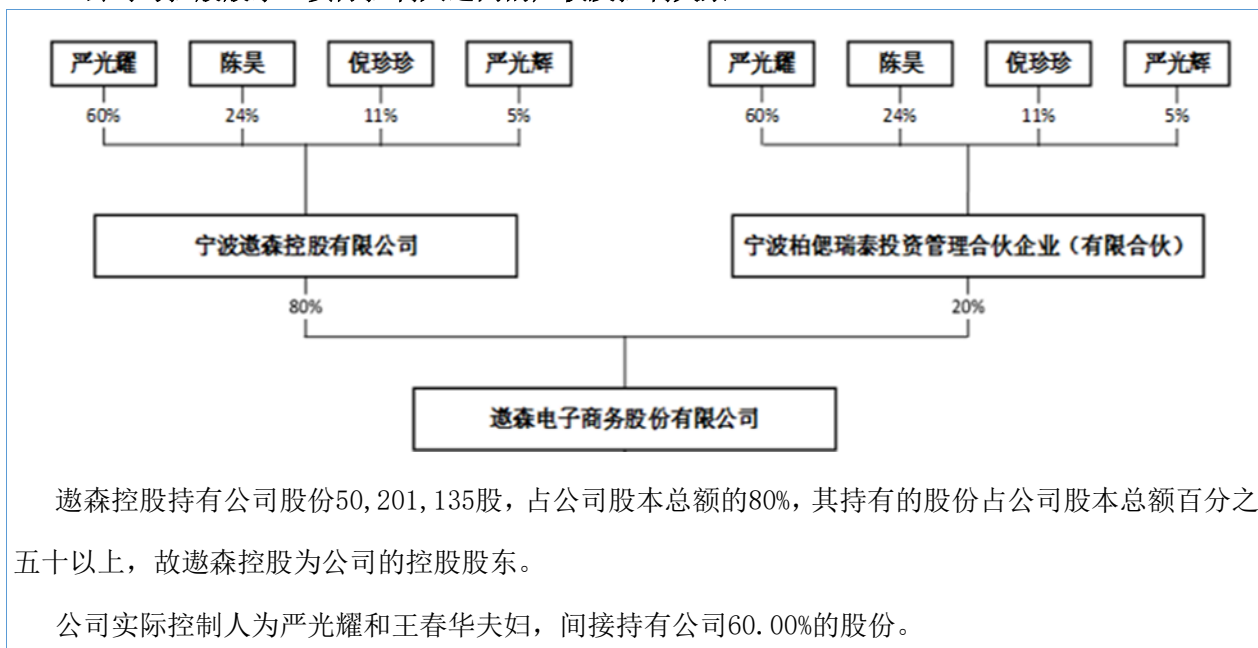 严光耀 陈昊 倪珍珍 严光辉 严光耀 陈昊 倪珍珍 严光辉
60% 24% 11% 5% 60% 24% 11% 5%
宁波遨森控股有限公司 宁波柏偲瑞泰投资管理合伙企业（有限合伙）
80% 20%
遨森电子商务股份有限公司
遨森控股持有公司股份50,201,135股，占公司股本总额的80%，其持有的股份占公司股本总额百分之
五十以上，故遨森控股为公司的控股股东。
公司实际控制人为严光耀和王春华夫妇，间接持有公司60.00%的股份。